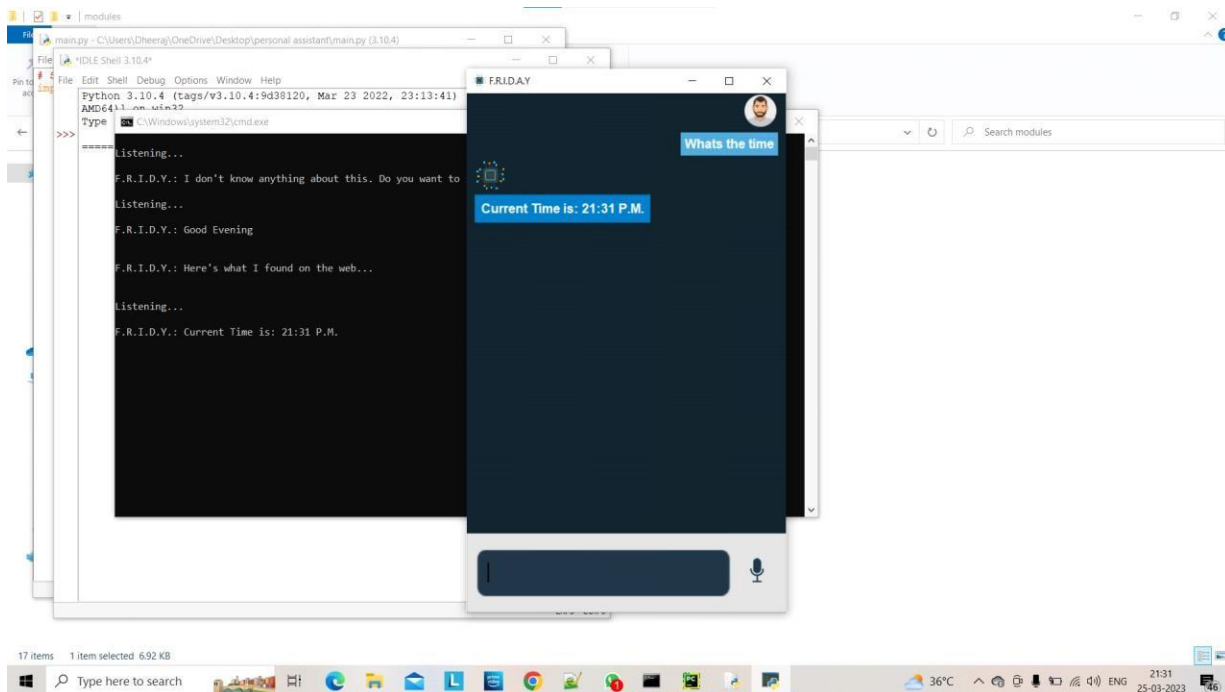 modules
File
main.py - C:\Users\Dheeraj\OneDrive\Desktop\personal assistant\main.py (3.10.4)
File
*IDLE Shell 3.10.4*
File Edit Shell Debug Options Window Help
Python 3.10.4 (tags/v3.10.4:9d38120, Mar 23 2022, 23:13:41)
AMD64)] on win32
Type
>>>
=====
C:\Windows\system32\cmd.exe
Listening...
F.R.I.D.Y.: I don't know anything about this. Do you want to
Listening...
F.R.I.D.Y.: Good Evening
F.R.I.D.Y.: Here's what I found on the web...
Listening...
F.R.I.D.Y.: Current Time is: 21:31 P.M.
F.R.I.D.A.Y
Whats the time
Current Time is: 21:31 P.M.
Search modules
17 items 1 item selected 6.92 KB
Type here to search
36°C ENG 21:31
25-03-2023